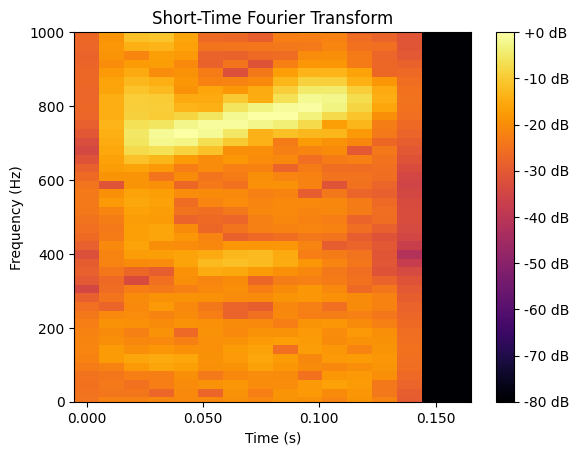 Short-Time Fourier Transform
1000
800
600
400
200
0
Frequency (Hz)
0.000
0.050
0.100
0.150
Time (s)
+0 dB
-10 dB
-20 dB
-30 dB
-40 dB
-50 dB
-60 dB
-70 dB
-80 dB